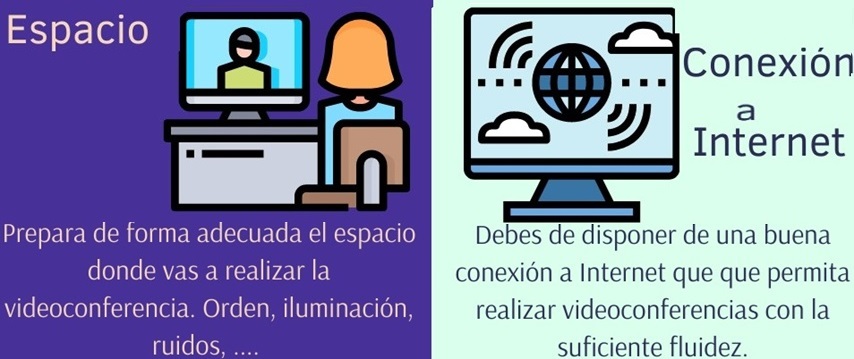 Espacio
Prepara de forma adecuada el espacio
donde vas a realizar la
videoconferencia. Orden, iluminación,
ruidos, ....
Conexión
a
Internet
Debes de disponer de una buena
conexión a Internet que que permita
realizar videoconferencias con la
suficiente fluidez.